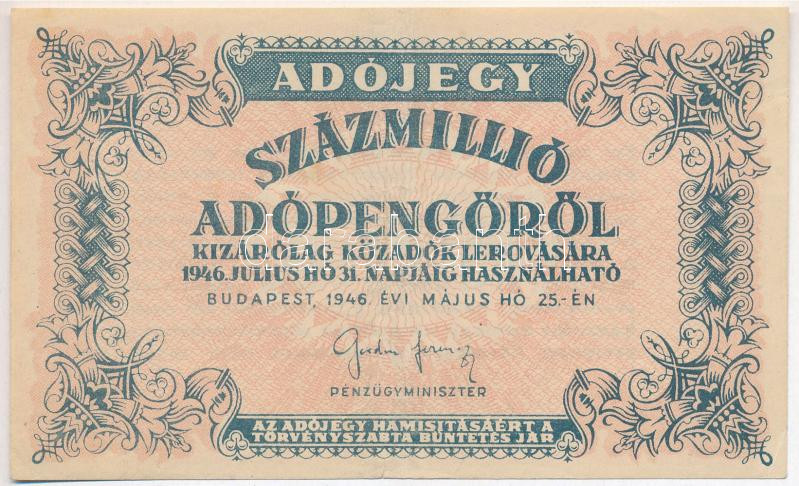 ADÓJEGY
SZÁZMILLIÓ
ADÓPENGŐRŐL
KIZÁRÓLAG KÖZADÓK LEROVÁSÁRA
1946. JULIUS HÓ 31. NAPJÁIG HASZNÁLHATÓ
BUDAPEST, 1946. ÉVI MÁJUS HÓ 25.-ÉN
Gordon Ferenc
PÉNZÜGYMINISZTER
AZ ADÓJEGY HAMISITÁSÁÉRT A
TÖRVÉNYSZABTA BÜNTETÉS JÁR